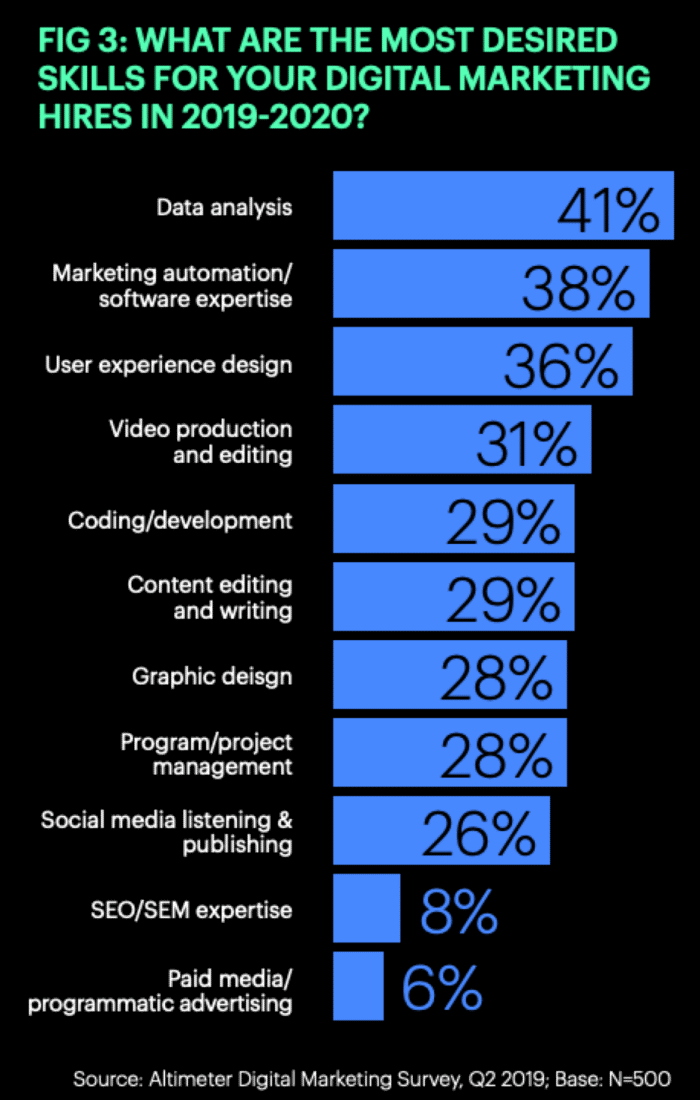 FIG 3: WHAT ARE THE MOST DESIRED
SKILLS FOR YOUR DIGITAL MARKETING
HIRES IN 2019-2020?
Data analysis
41%
Marketing automation/
software expertise
38%
User experience design
36%
Video production
and editing
31%
Coding/development
29%
Content editing
and writing
29%
Graphic deisgn
28%
Program/project
management
28%
Social media listening &
publishing
26%
SEO/SEM expertise
8%
Paid media/
programmatic advertising
6%
Source: Altimeter Digital Marketing Survey, Q2 2019; Base: N=500